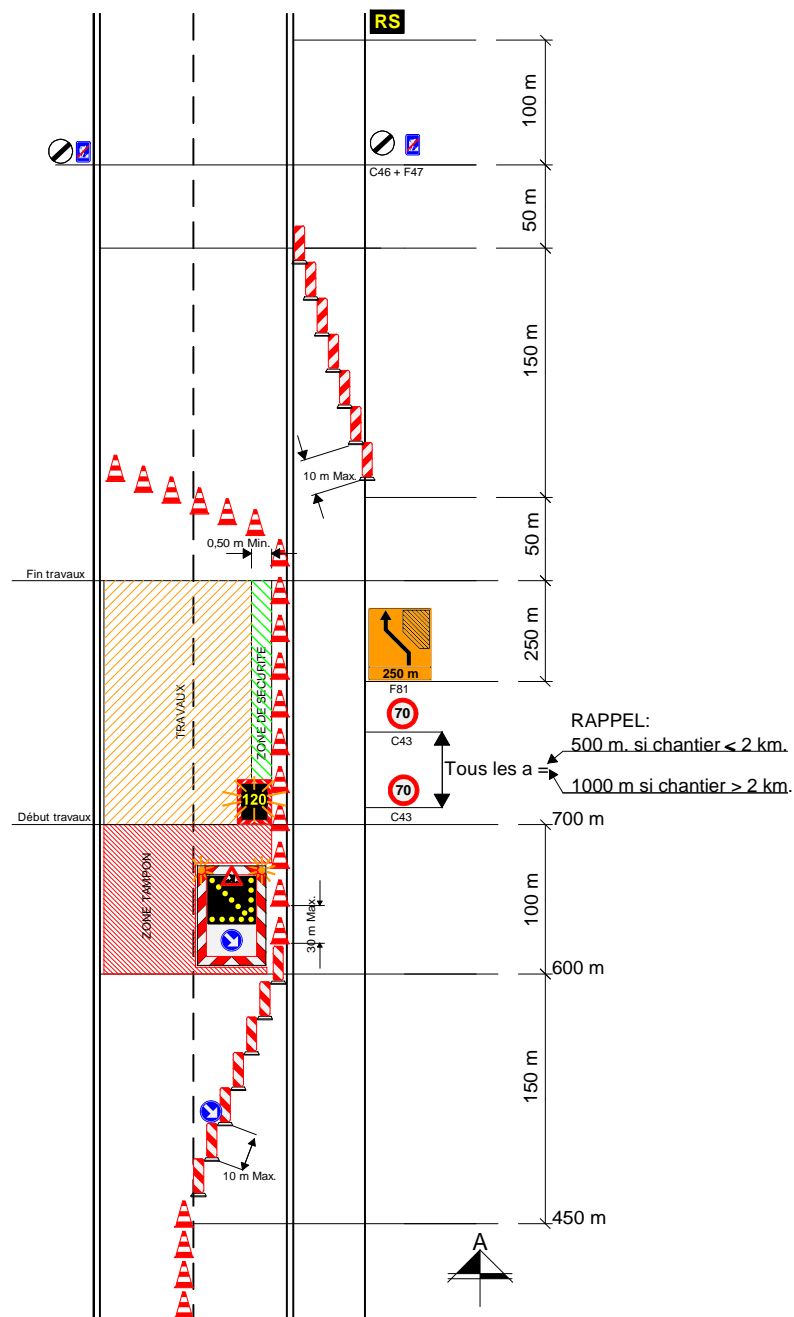 RS
100 m
C46 + F47
50 m
150 m
10 m Max.
50 m
0,50 m Min.
Fin travaux
250 m
250 m
F81
TRAVAUX
ZONE DE SÉCURITÉ
70
C43
RAPPEL:
500 m. si chantier < 2 km.
Tous les a =
1000 m si chantier > 2 km.
70
C43
120
Début travaux
700 m
ZONE TAMPON
30 m Max.
100 m
600 m
150 m
10 m Max.
450 m
A